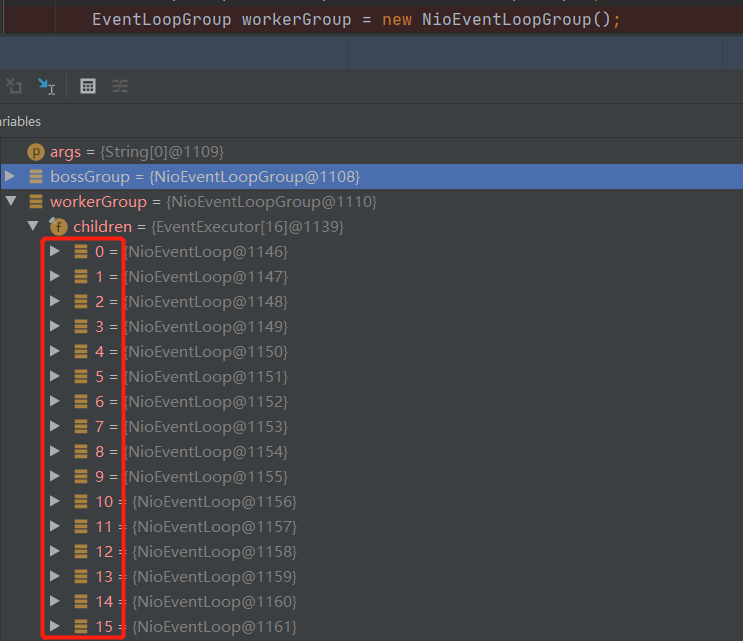 EventLoopGroup workerGroup = new NioEventLoopGroup();
riables
p args = {String[0]@1109}
bossGroup = {NioEventLoopGroup@1108}
workerGroup = {NioEventLoopGroup@1110}
f children = {EventExecutor[16]@1139}
0 = {NioEventLoop@1146}
1 = {NioEventLoop@1147}
2 = {NioEventLoop@1148}
3 = {NioEventLoop@1149}
4 = {NioEventLoop@1150}
5 = {NioEventLoop@1151}
6 = {NioEventLoop@1152}
7 = {NioEventLoop@1153}
8 = {NioEventLoop@1154}
9 = {NioEventLoop@1155}
10 = {NioEventLoop@1156}
11 = {NioEventLoop@1157}
12 = {NioEventLoop@1158}
13 = {NioEventLoop@1159}
14 = {NioEventLoop@1160}
15 = {NioEventLoop@1161}